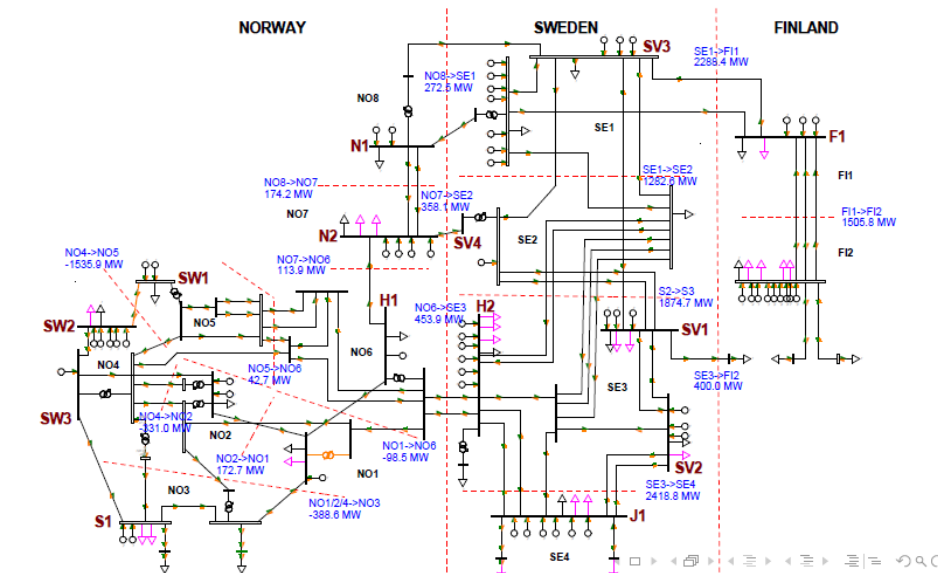 NORWAY
SWEDEN
FINLAND
SV3
SE1->FI1
2288.4 MW
NO8->SE1
272.5 MW
NO8
SE1
N1
F1
SE1->SE2
1282.6 MW
FI1
NO8->NO7
174.2 MW
NO7->SE2
358.1 MW
NO7
FI1->FI2
1505.8 MW
N2
SV4
SE2
NO4->NO5
-1535.9 MW
NO7->NO6
113.9 MW
FI2
SW1
S2->S3
1874.7 MW
H1
NO6->SE3
453.9 MW
H2
SW2
NO5
SV1
NO6
NO4
NO5->NO6
42.7 MW
SE3
SE3->FI2
400.0 MW
SW3
NO4->NO2
-331.0 MW
NO2
NO1->NO6
-98.5 MW
NO2->NO1
172.7 MW
NO1
SV2
NO3
SE3->SE4
2418.8 MW
NO1/2/4->NO3
-388.6 MW
S1
J1
SE4